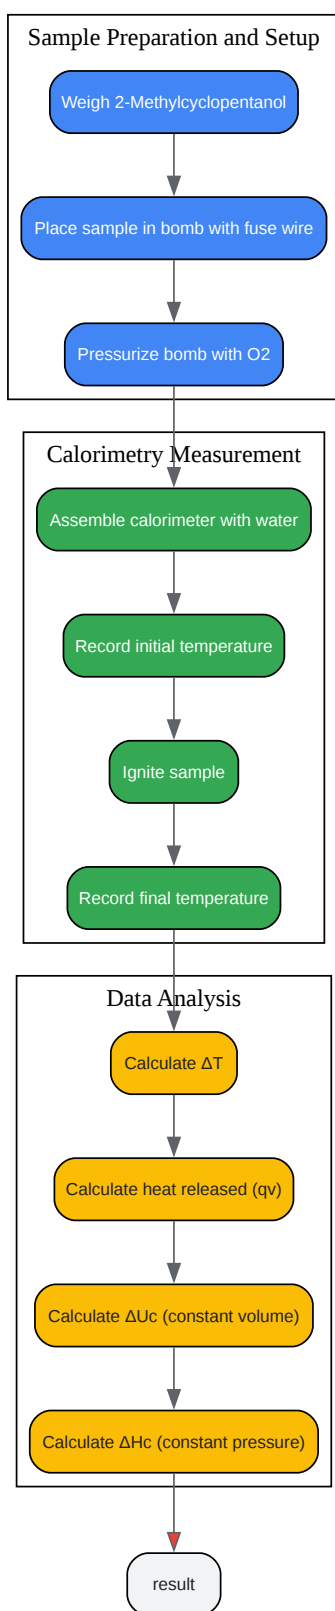 Sample Preparation and Setup
Weigh 2-Methylcyclopentanol
Place sample in bomb with fuse wire
Pressurize bomb with O2
Calorimetry Measurement
Assemble calorimeter with water
Record initial temperature
Ignite sample
Record final temperature
Data Analysis
Calculate ΔT
Calculate heat released (qv)
Calculate ΔUc (constant volume)
Calculate ΔHc (constant pressure)
result